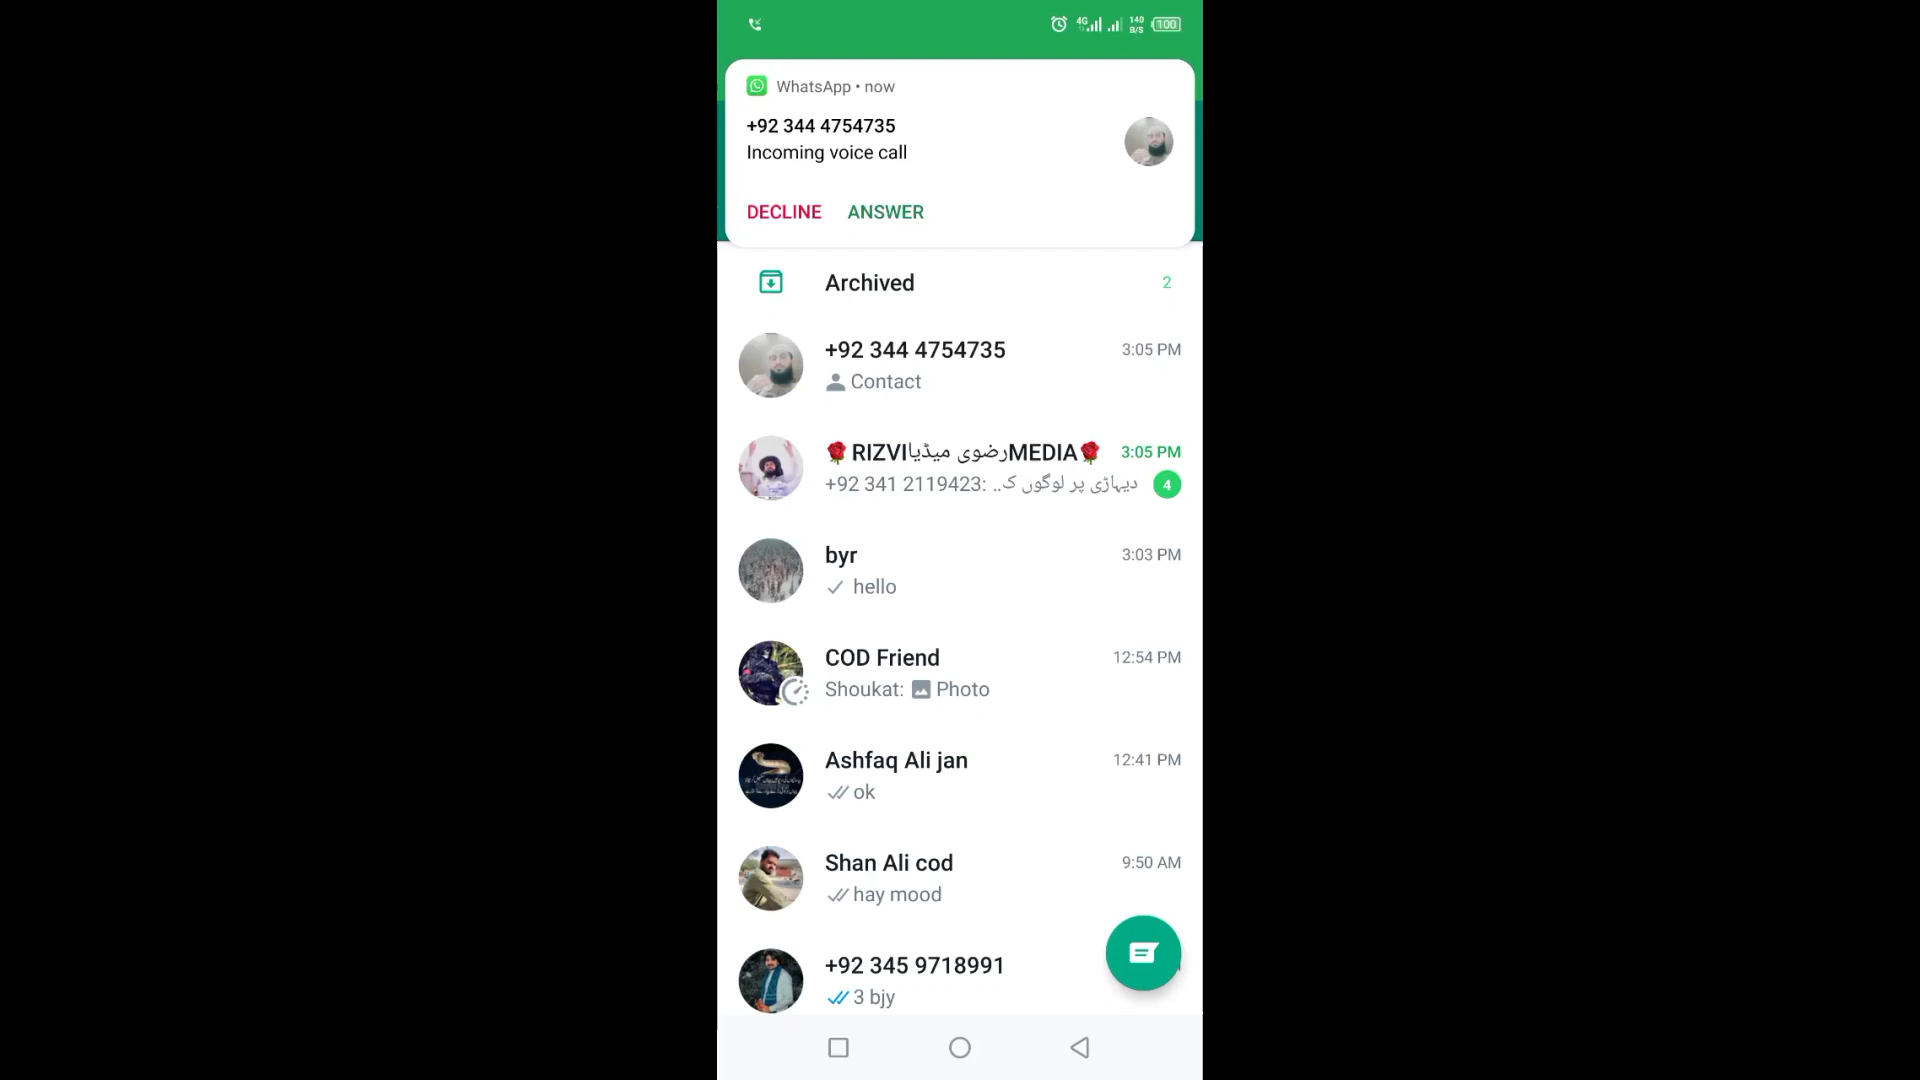 4G 140 B/S 100
WhatsApp • now
+92 344 4754735
Incoming voice call
DECLINE ANSWER
Archived 2
+92 344 4754735 3:05 PM
Contact
🌹RIZVIرضوی میڈیاMEDIA🌹 3:05 PM
+92 341 2119423: دیہاڑی پر لوگوں ک.. 4
byr 3:03 PM
hello
COD Friend 12:54 PM
Shoukat: Photo
Ashfaq Ali jan 12:41 PM
ok
Shan Ali cod 9:50 AM
hay mood
+92 345 9718991
3 bjy